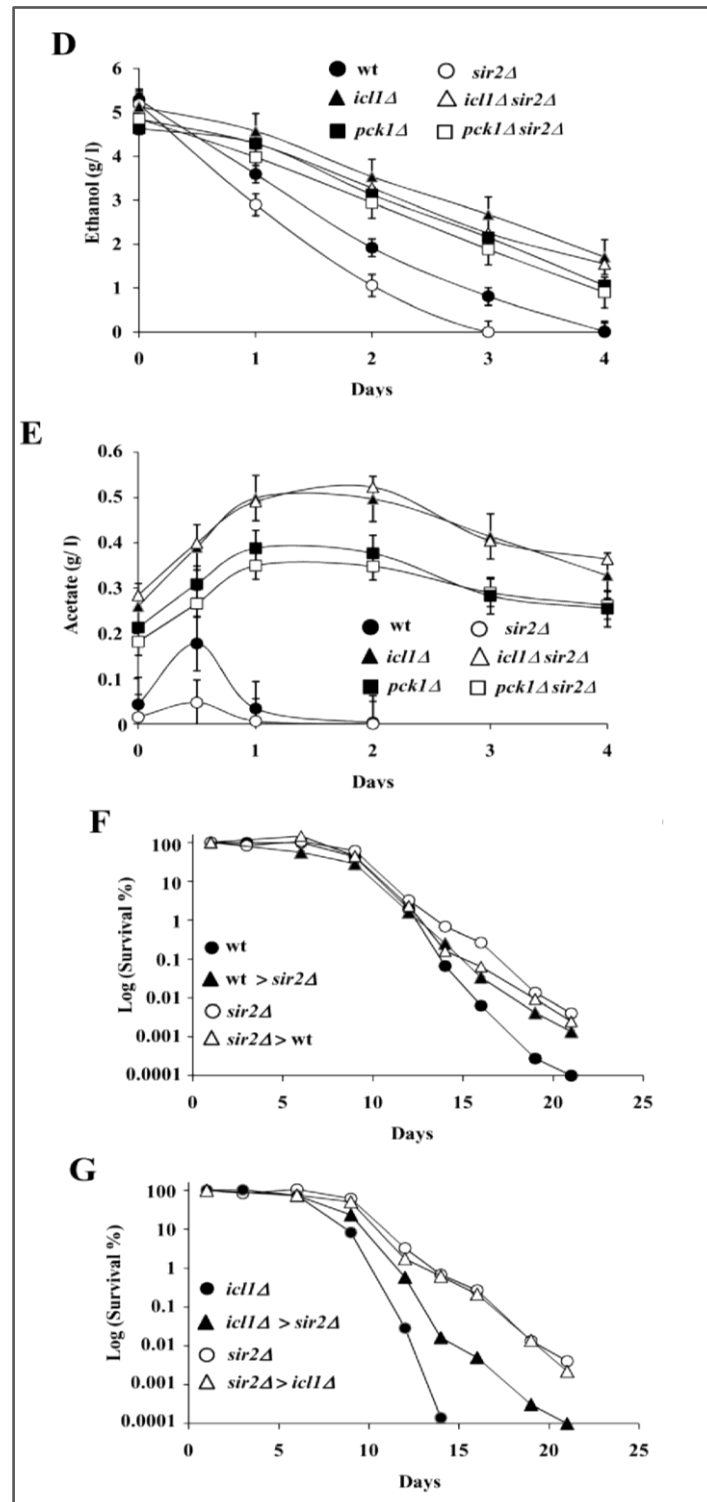 D
wt
sir2Δ
icl1Δ
icl1Δ sir2Δ
pck1Δ
pck1Δ sir2Δ
6
5
4
3
2
1
0
Ethanol (g/ l)
0 1 2 3 4
Days
E
0.6
0.5
0.4
0.3
0.2
0.1
0
Acetate (g/ l)
wt
sir2Δ
icl1Δ
icl1Δ sir2Δ
pck1Δ
pck1Δ sir2Δ
0 1 2 3 4
Days
F
100
10
1
0.1
0.01
0.001
0.0001
Log (Survival %)
wt
wt > sir2Δ
sir2Δ
sir2Δ > wt
0 5 10 15 20 25
Days
G
100
10
1
0.1
0.01
0.001
0.0001
Log (Survival %)
icl1Δ
icl1Δ > sir2Δ
sir2Δ
sir2Δ > icl1Δ
0 5 10 15 20 25
Days